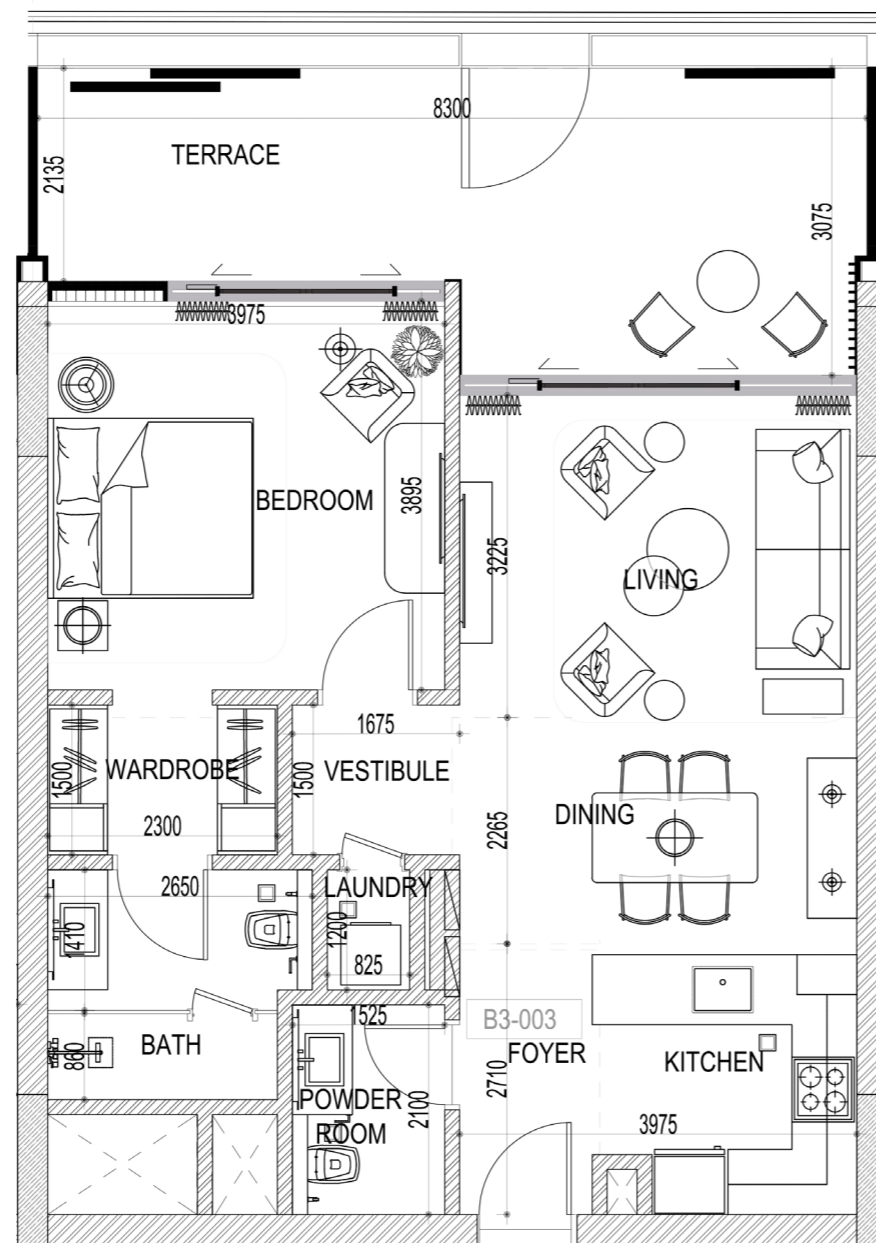 8300
TERRACE
2135
3075
3975
BEDROOM
3895
3225
LIVING
1675
WARDROBE
VESTIBULE
1500
1500
2300
2265
DINING
2650
LAUNDRY
1410
1200
825
1525
B3-003
BATH
860
FOYER
KITCHEN
2710
POWDER
ROOM
2100
3975